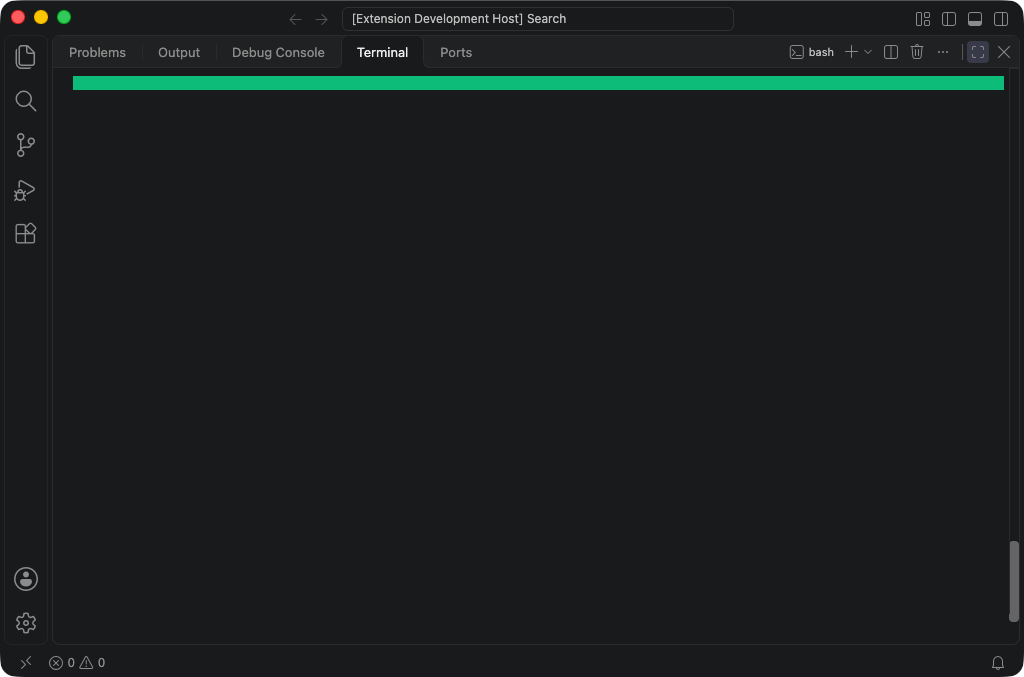 [Extension Development Host] Search
Problems
Output
Debug Console
Terminal
Ports
bash
0
0